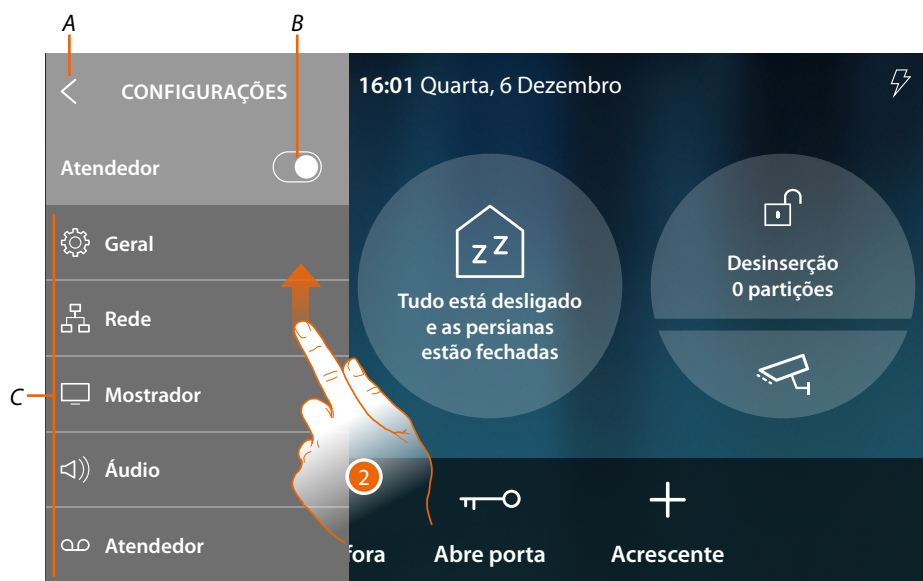 A
B
CONFIGURAÇÕES
16:01 Quarta, 6 Dezembro
Atendedor
Geral
Rede
Mostrador
Áudio
Atendedor
C
zZ
Tudo está desligado
e as persianas
estão fechadas
Desinserção
0 partições
2
fora
Abre porta
Acrescente